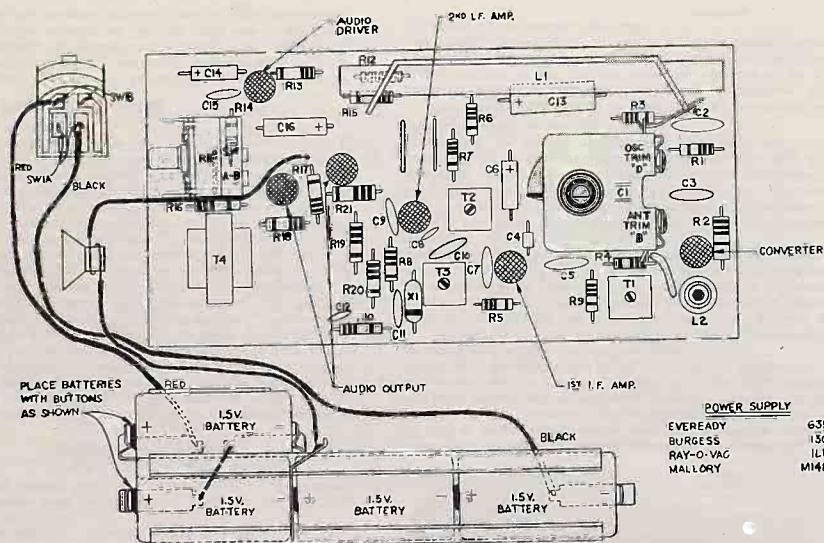 AUDIO DRIVER
2ND I.F. AMP.
C14
R13
R12
L1
SW1B
C15
R14
R15
C13
R3
C2
C16
R6
R7
OSC TRIM "D"
R1
RED
SW1A
BLACK
A-B
R17
C6
C1
C3
R16
R21
T2
ANT TRIM "B"
R2
R18
C9
C8
C4
T4
R19
R8
C10
C7
C5
R4
CONVERTER
R20
X1
T3
R5
R9
T1
L2
C12
C11
AUDIO OUTPUT
1ST I.F. AMP.
PLACE BATTERIES WITH BUTTONS AS SHOWN
RED
1.5V. BATTERY
BLACK
1.5V. BATTERY
1.5V. BATTERY
1.5V. BATTERY
POWER SUPPLY
EVEREADY
BURGESS
RAY-O-VAC
MALLORY